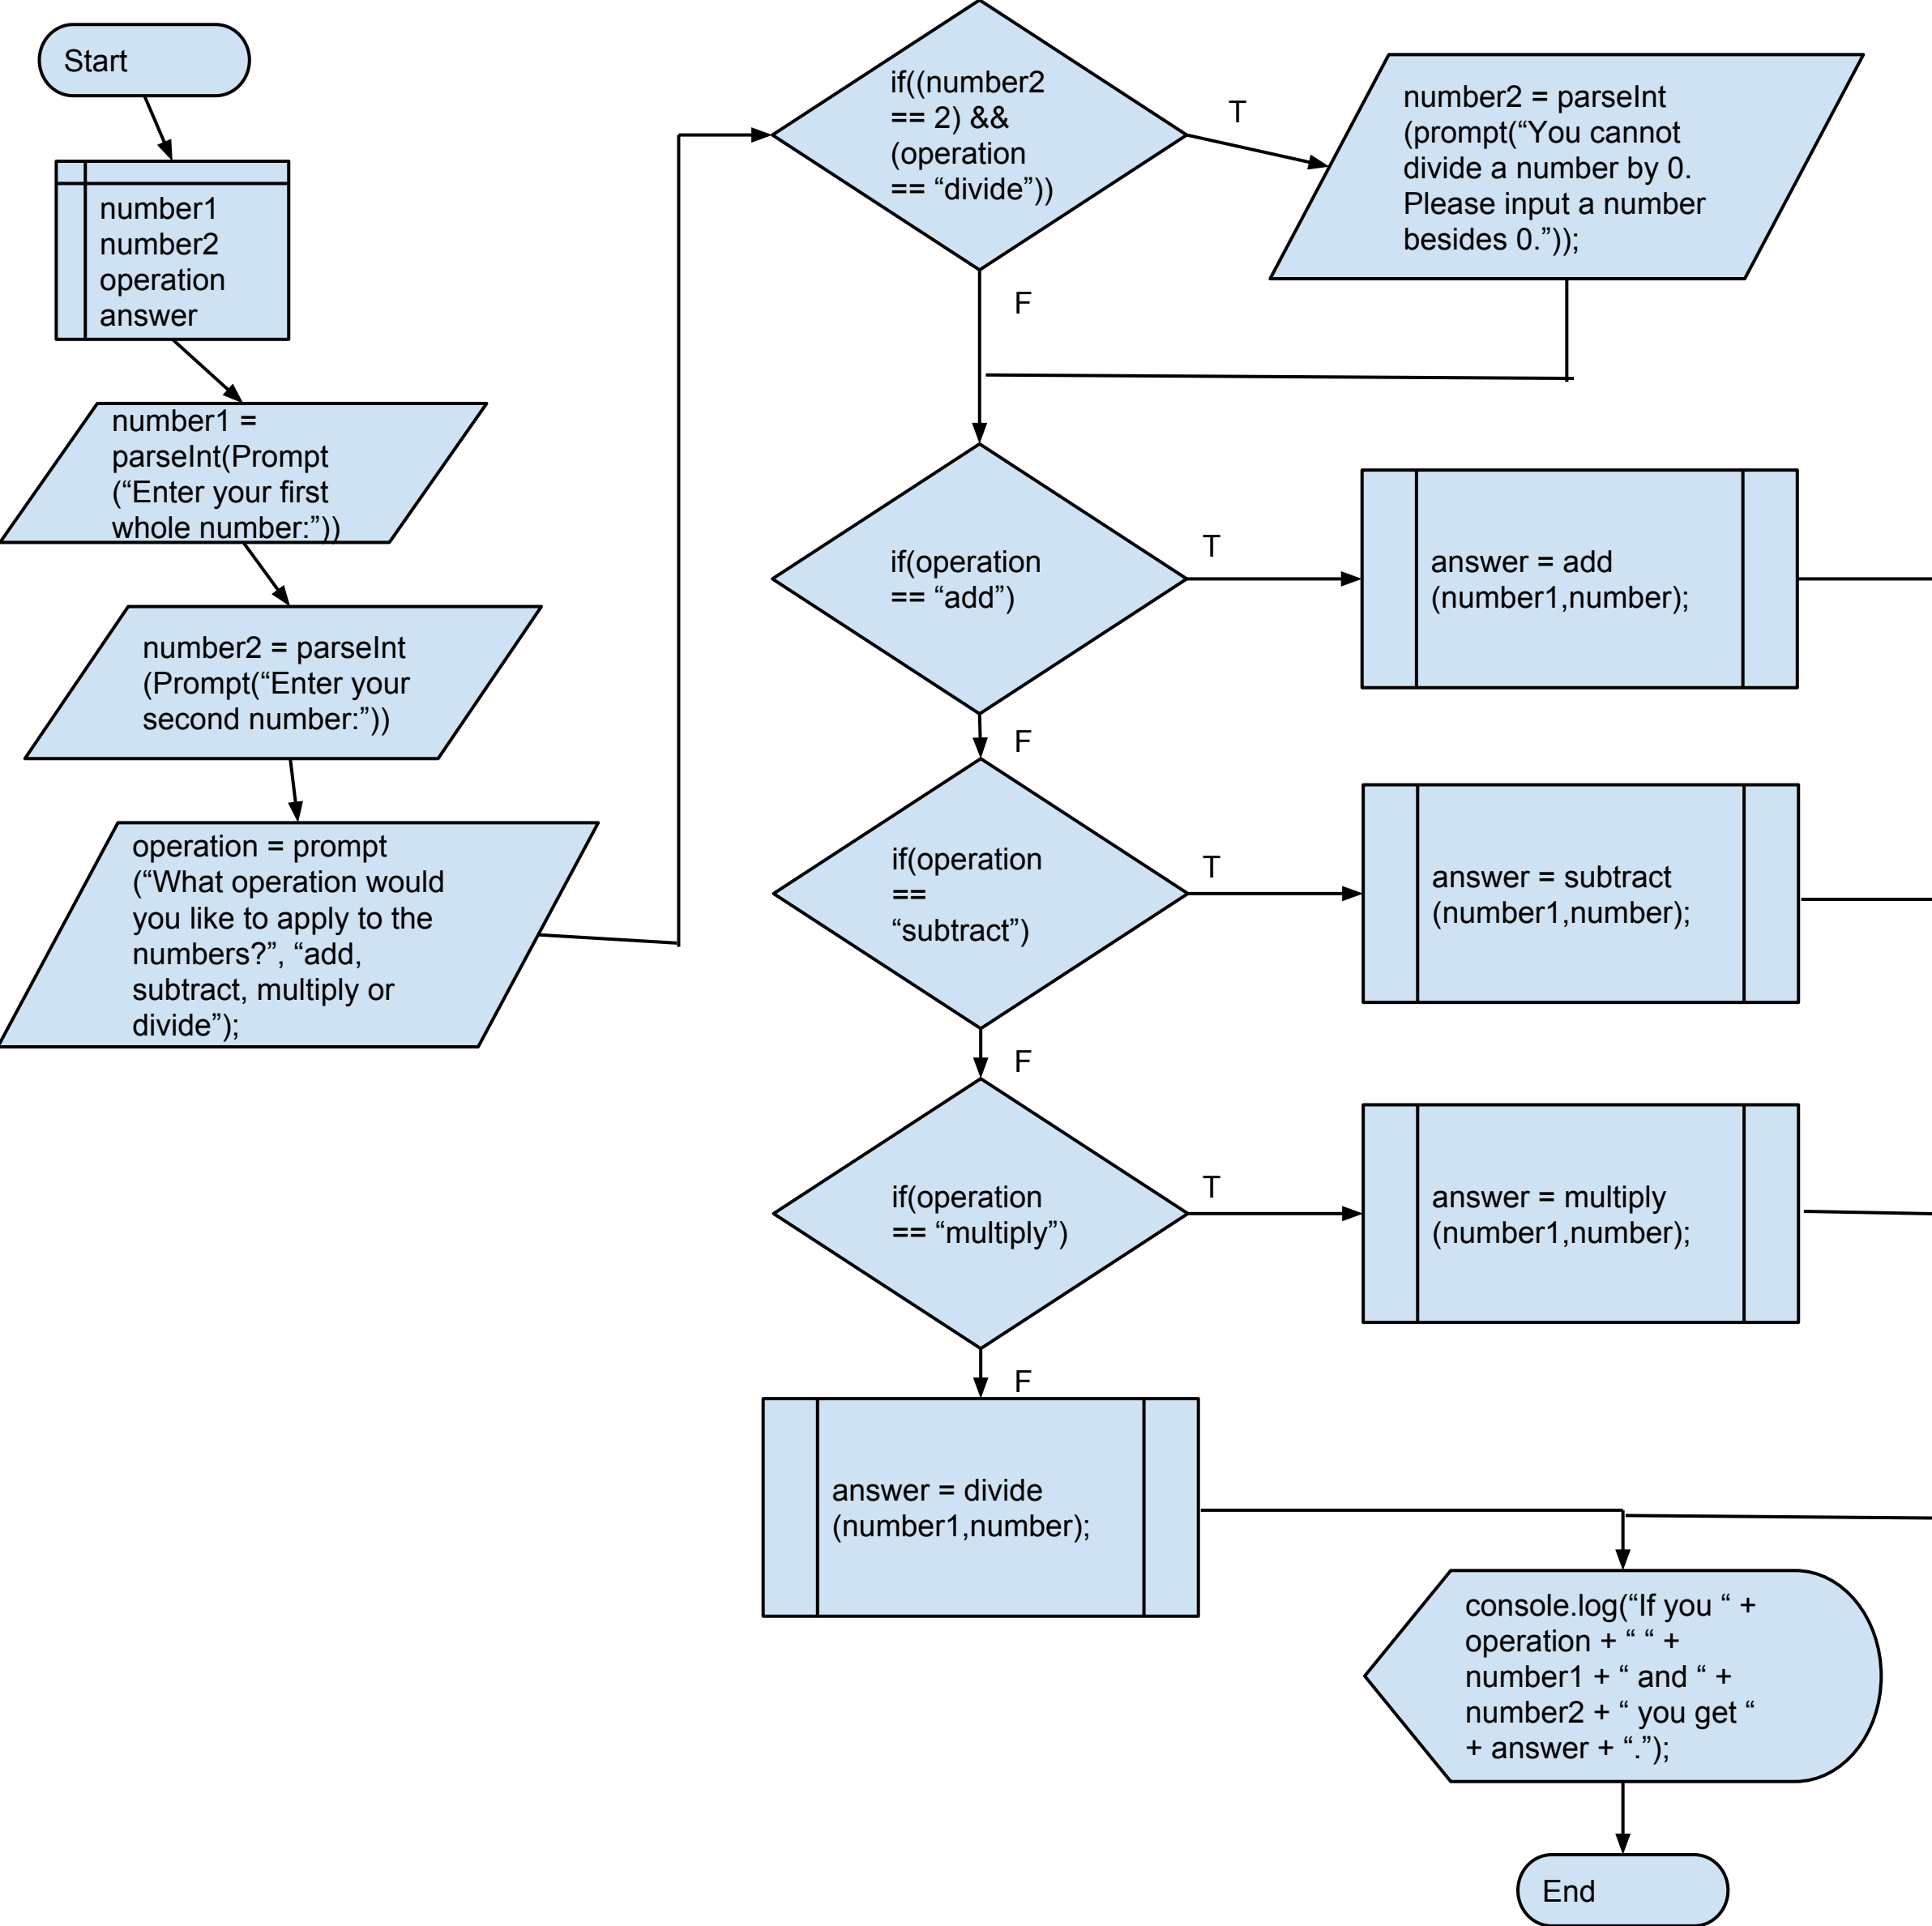 Start
number1
number2
operation
answer
number1 =
parseInt(Prompt
(“Enter your first
whole number:”))
number2 = parseInt
(Prompt(“Enter your
second number:”))
operation = prompt
(“What operation would
you like to apply to the
numbers?”, “add,
subtract, multiply or
divide”);
if((number2
== 2) &&
(operation
== “divide”))
T
number2 = parseInt
(prompt(“You cannot
divide a number by 0.
Please input a number
besides 0.”));
F
if(operation
== “add”)
T
answer = add
(number1,number);
F
if(operation
==
“subtract”)
T
answer = subtract
(number1,number);
F
if(operation
== “multiply”)
T
answer = multiply
(number1,number);
F
answer = divide
(number1,number);
console.log(“If you “ +
operation + “ “ +
number1 + “ and “ +
number2 + “ you get “
+ answer + “.”);
End